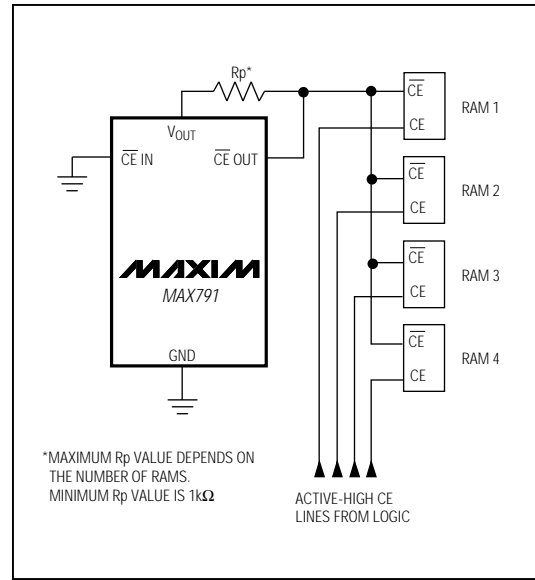 Rp*
VOUT
CE IN
CE OUT
MAXIM
MAX791
GND
CE
CE
RAM 1
CE
CE
RAM 2
CE
CE
RAM 3
CE
CE
RAM 4
*MAXIMUM Rp VALUE DEPENDS ON
THE NUMBER OF RAMS.
MINIMUM Rp VALUE IS 1kΩ
ACTIVE-HIGH CE
LINES FROM LOGIC